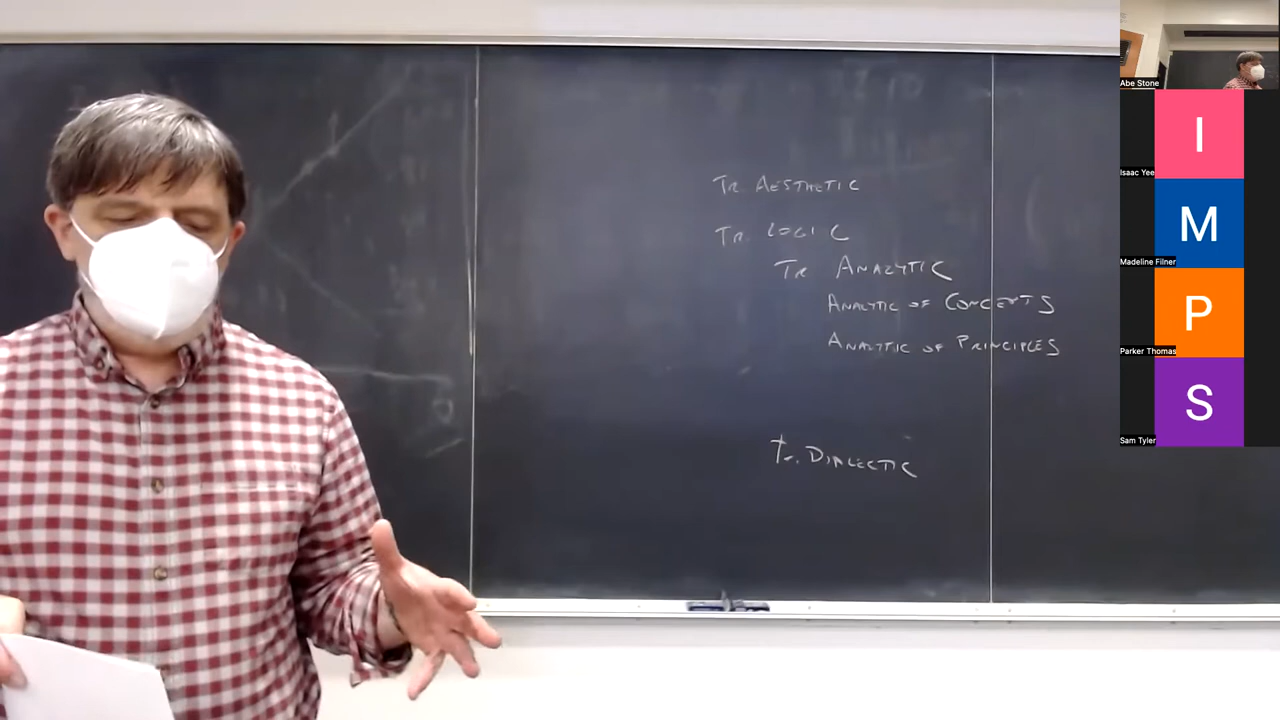 Tr. AESTHETIC
Tr. LOGIC
Tr ANALYTIC
ANALYTIC OF CONCEPTS
ANALYTIC OF PRINCIPLES
tr. DIALECTIC
Abe Stone
I
Isaac Yee
M
Madeline Filner
P
Parker Thomas
S
Sam Tyler